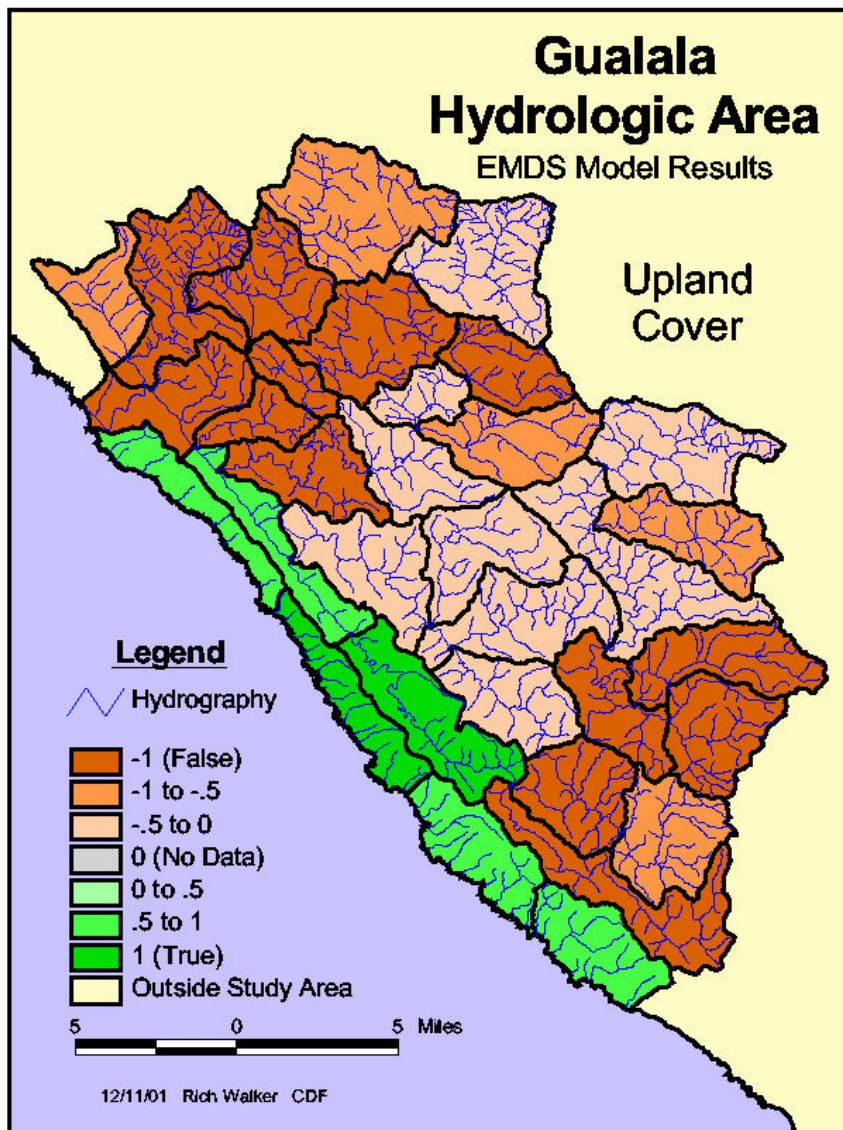 Gualala
Hydrologic Area
EMDS Model Results
Upland
Cover
Legend
Hydrography
-1 (False)
-1 to -.5
-.5 to 0
0 (No Data)
0 to .5
.5 to 1
1 (True)
Outside Study Area
5 0 5 Miles
12/11/01 Rich Walker CDF